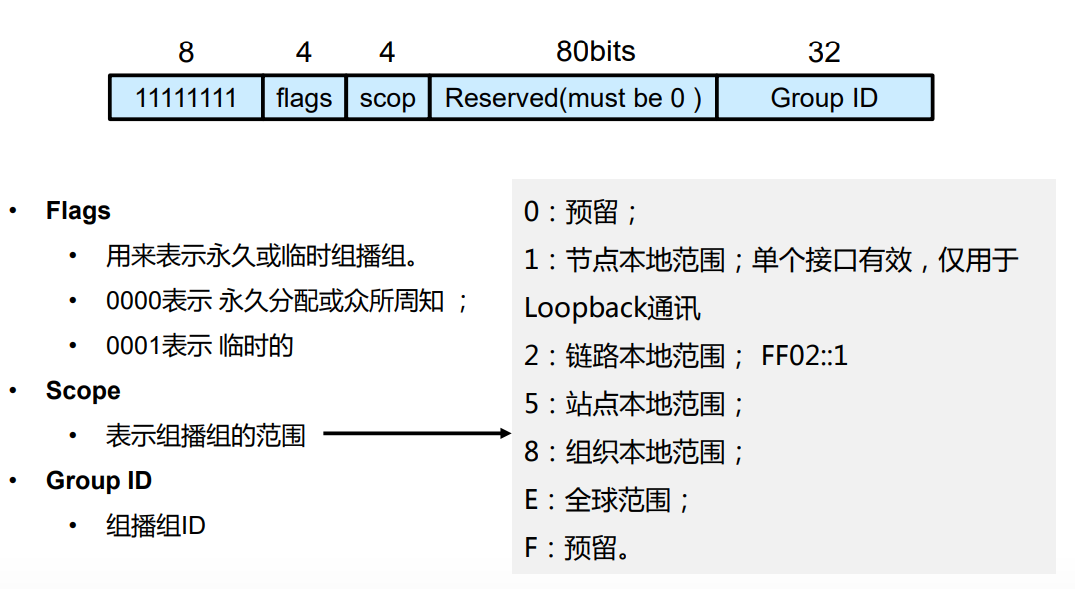 8 4 4 80bits 32
11111111 flags scop Reserved(must be 0 ) Group ID
• Flags
• 用来表示永久或临时组播组。
• 0000表示 永久分配或众所周知 ；
• 0001表示 临时的
• Scope
• 表示组播组的范围
• Group ID
• 组播组ID
0：预留；
1：节点本地范围；单个接口有效，仅用于
Loopback通讯
2：链路本地范围； FF02::1
5：站点本地范围；
8：组织本地范围；
E：全球范围；
F：预留。